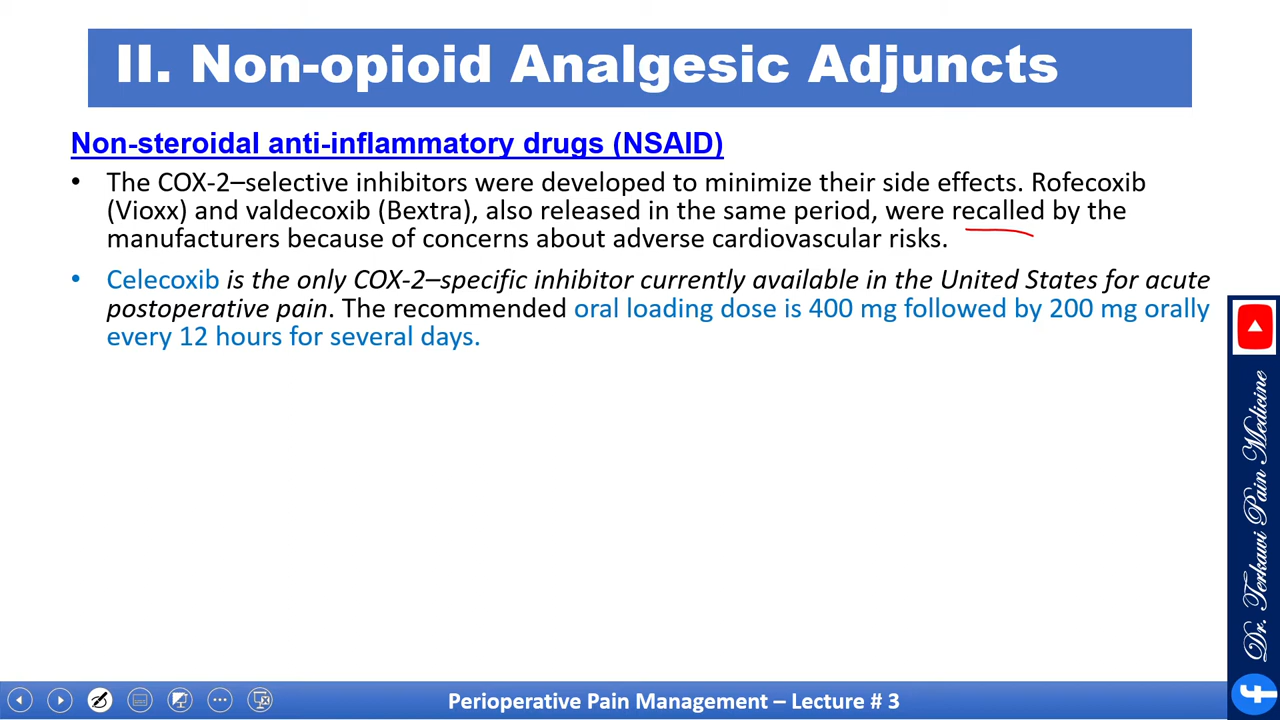 II. Non-opioid Analgesic Adjuncts
Non-steroidal anti-inflammatory drugs (NSAID)
• The COX-2–selective inhibitors were developed to minimize their side effects. Rofecoxib
(Vioxx) and valdecoxib (Bextra), also released in the same period, were recalled by the
manufacturers because of concerns about adverse cardiovascular risks.
• Celecoxib is the only COX-2–specific inhibitor currently available in the United States for acute
postoperative pain. The recommended oral loading dose is 400 mg followed by 200 mg orally
every 12 hours for several days.
Dr. Terkawi Pain Medicine
Perioperative Pain Management – Lecture # 3